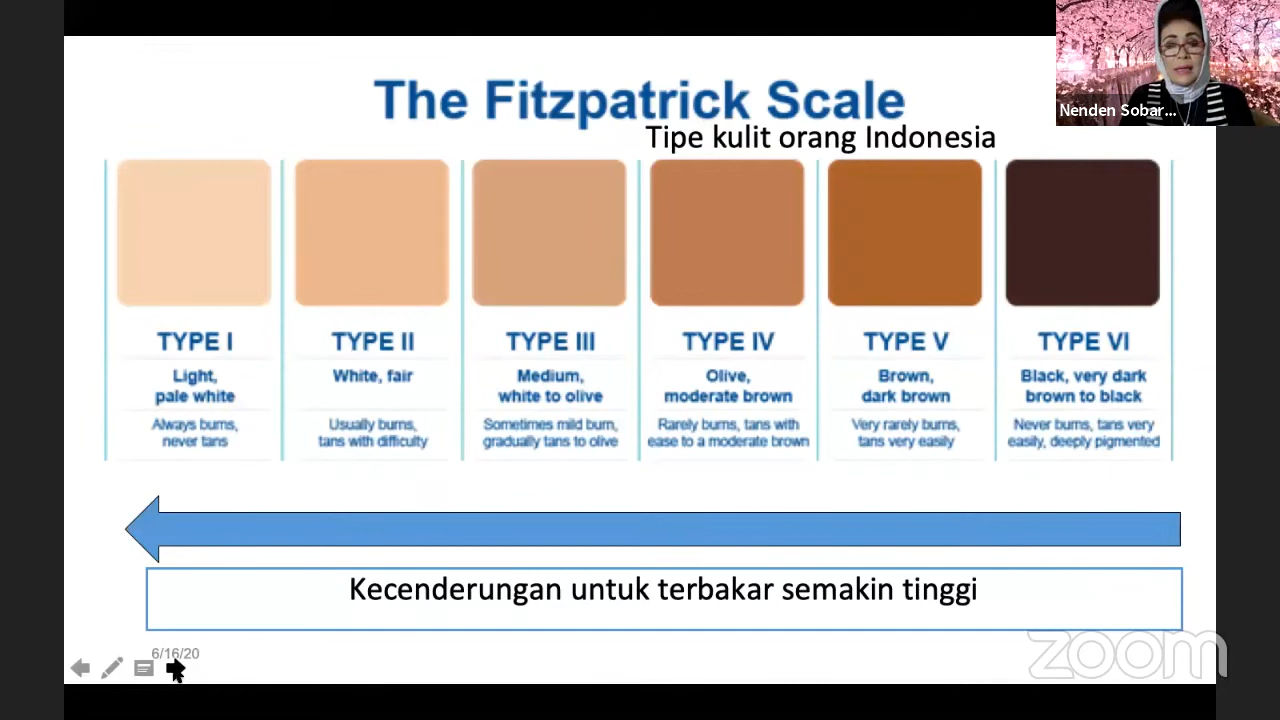 The Fitzpatrick Scale
Tipe kulit orang Indonesia
Nenden Sobar...
TYPE I
Light,
pale white
Always burns,
never tans
TYPE II
White, fair
Usually burns,
tans with difficulty
TYPE III
Medium,
white to olive
Sometimes mild burn,
gradually tans to olive
TYPE IV
Olive,
moderate brown
Rarely burns, tans with
ease to a moderate brown
TYPE V
Brown,
dark brown
Very rarely burns,
tans very easily
TYPE VI
Black, very dark
brown to black
Never burns, tans very
easily, deeply pigmented
Kecenderungan untuk terbakar semakin tinggi
6/16/20
zoom